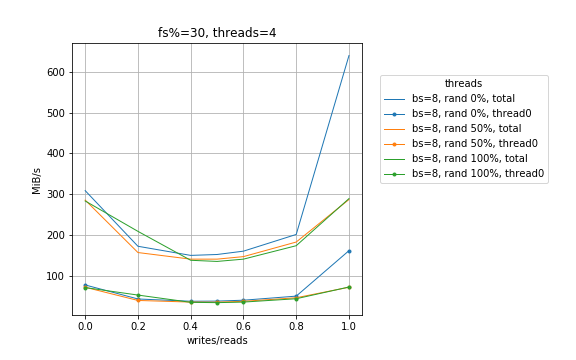 fs%=30, threads=4
600
500
400
300
200
100
MiB/s
0.0 0.2 0.4 0.6 0.8 1.0
writes/reads
threads
bs=8, rand 0%, total
bs=8, rand 0%, thread0
bs=8, rand 50%, total
bs=8, rand 50%, thread0
bs=8, rand 100%, total
bs=8, rand 100%, thread0